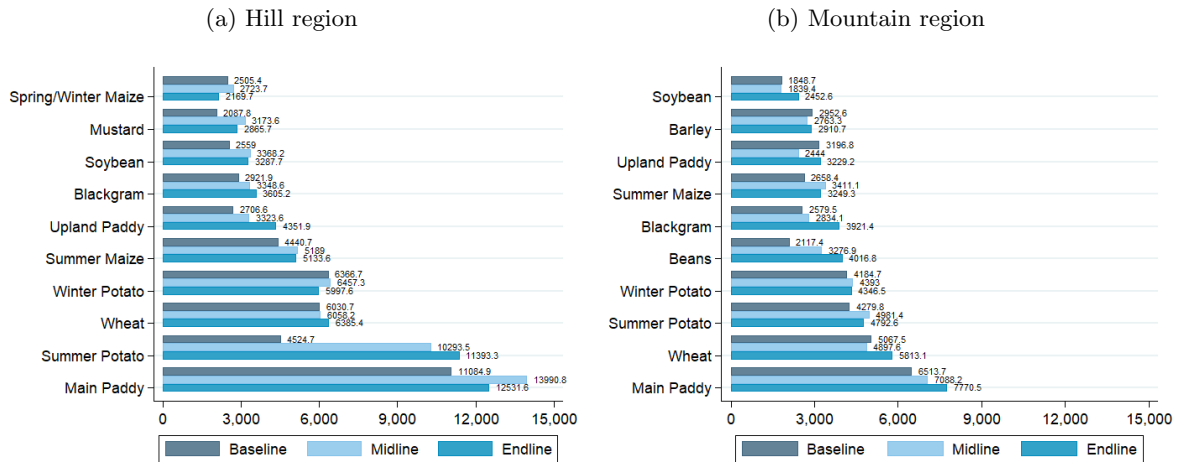 (a) Hill region
Spring/Winter Maize
2505.4
2723.7
2169.7
Mustard
2087.8
3173.6
2865.7
Soybean
2559
3368.2
3287.7
Blackgram
2921.9
3348.6
3605.2
Upland Paddy
2706.6
3323.6
4351.9
Summer Maize
4440.7
5189
5133.6
Winter Potato
6366.7
6457.3
5997.6
Wheat
6030.7
6058.2
6385.4
Summer Potato
4524.7
10293.5
11393.3
Main Paddy
11084.9
13990.8
12531.6
0 3,000 6,000 9,000 12,000 15,000
Baseline Midline Endline
(b) Mountain region
Soybean
1848.7
1839.4
2452.6
Barley
2952.6
2763.3
2910.7
Upland Paddy
3196.8
2444
3229.2
Summer Maize
2658.4
3411.1
3249.3
Blackgram
2579.5
2834.1
3921.4
Beans
2117.4
3276.9
4016.8
Winter Potato
4184.7
4393
4346.5
Summer Potato
4279.8
4981.4
4792.6
Wheat
5067.5
4897.6
5813.1
Main Paddy
6513.7
7088.2
7770.5
0 3,000 6,000 9,000 12,000 15,000
Baseline Midline Endline